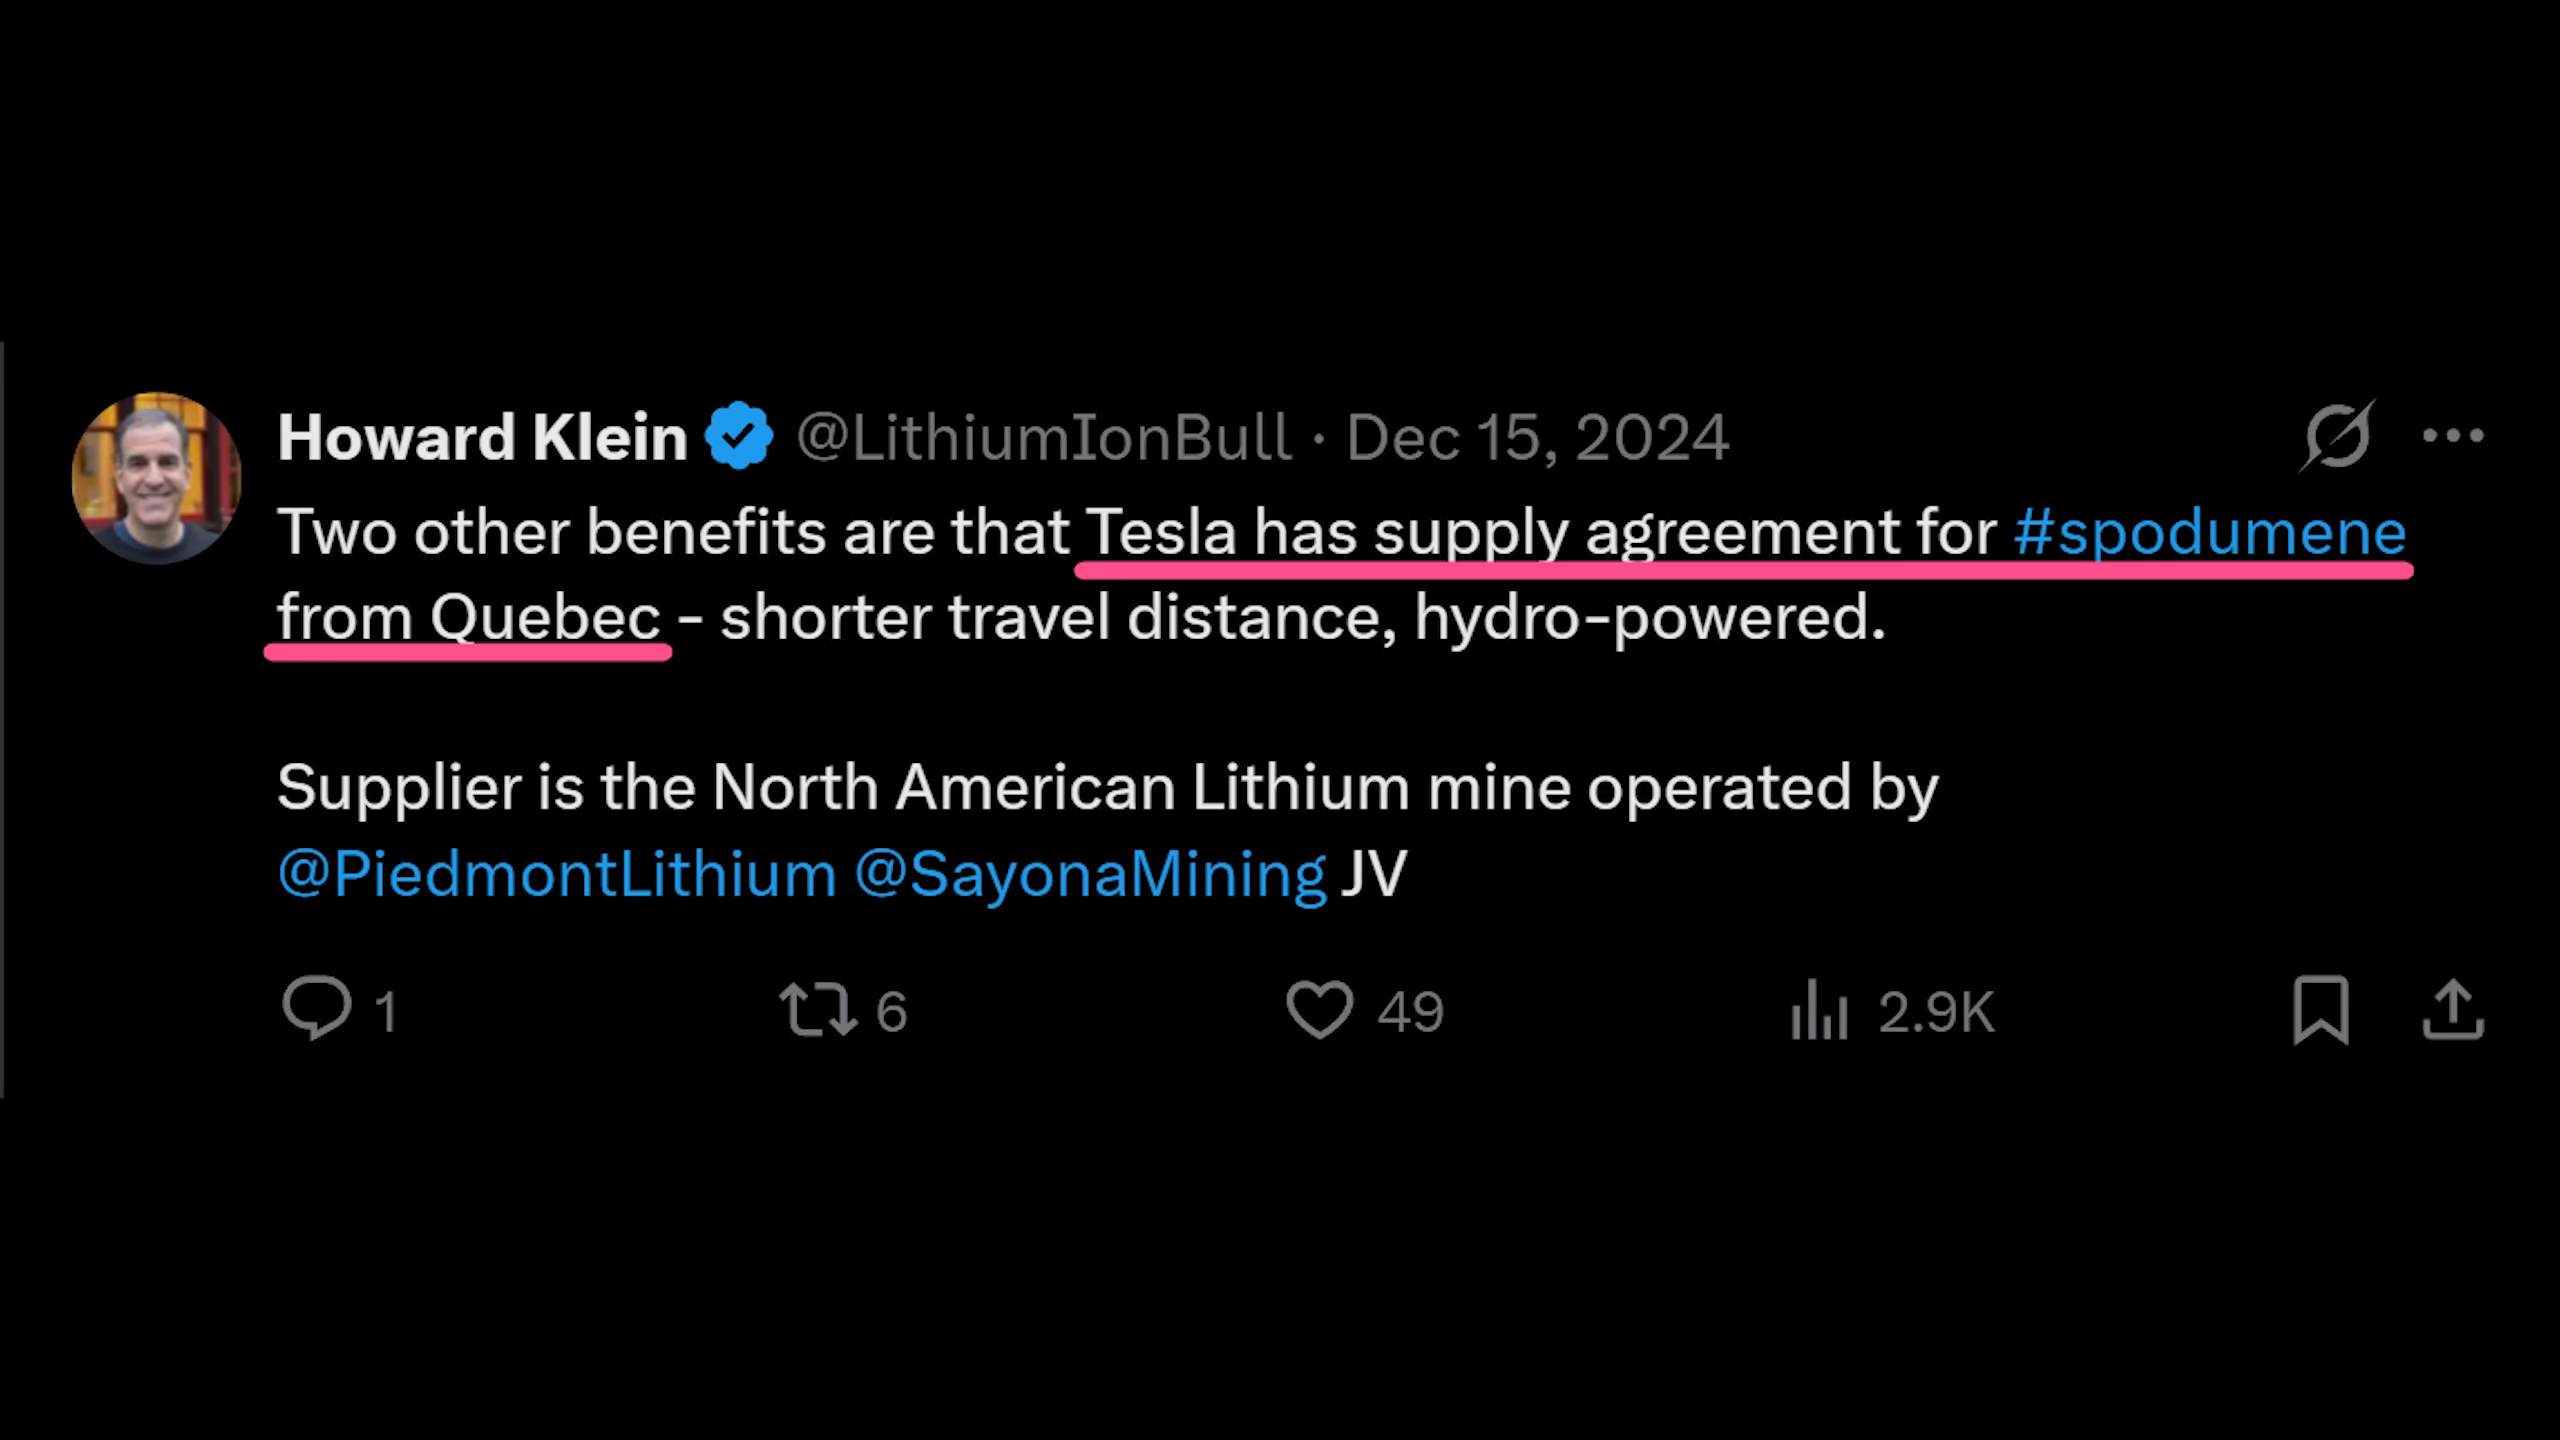 Howard Klein @LithiumIonBull · Dec 15, 2024
Two other benefits are that Tesla has supply agreement for #spodumene
from Quebec - shorter travel distance, hydro-powered.
Supplier is the North American Lithium mine operated by
@PiedmontLithium @SayonaMining JV
1 6 49 2.9K